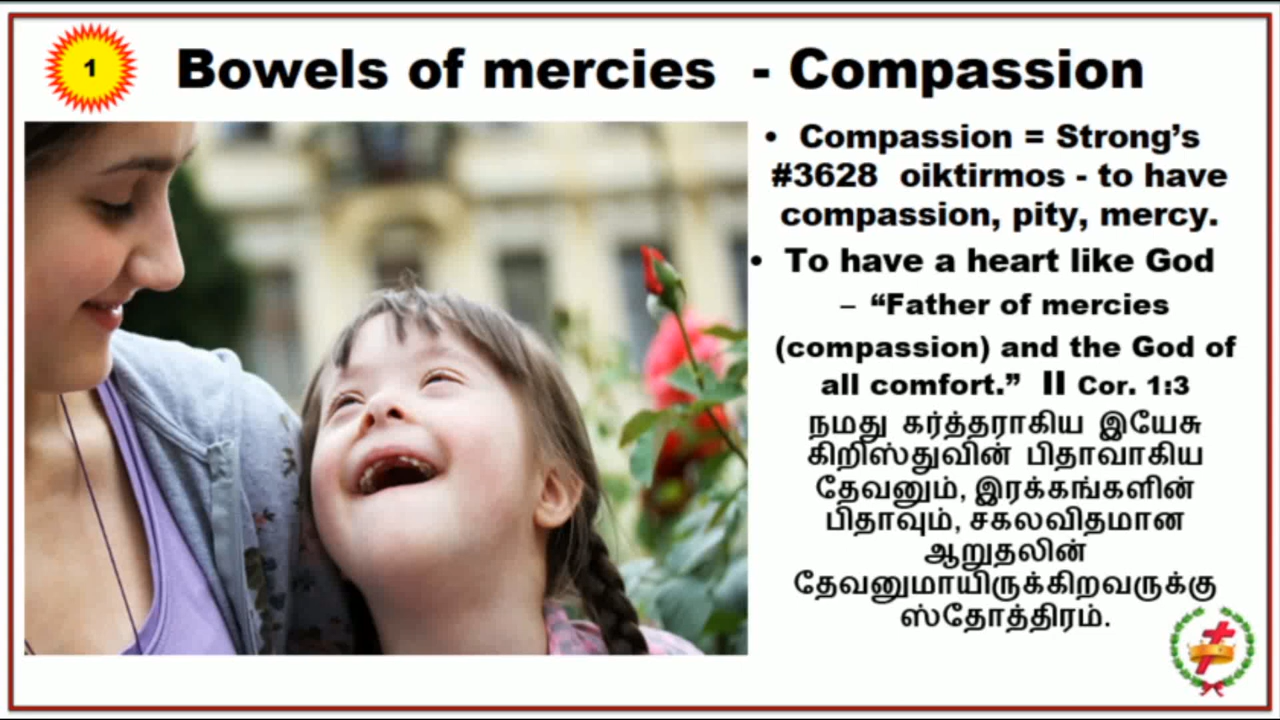 1
Bowels of mercies - Compassion
• Compassion = Strong’s
#3628 oiktirmos - to have
compassion, pity, mercy.
• To have a heart like God
– “Father of mercies
(compassion) and the God of
all comfort.” II Cor. 1:3
நமது கர்த்தராகிய இயேசு
கிறிஸ்துவின் பிதாவாகிய
தேவனும், இரக்கங்களின்
பிதாவும், சகலவிதமான
ஆறுதலின்
தேவனுமாயிருக்கிறவருக்கு
ஸ்தோத்திரம்.